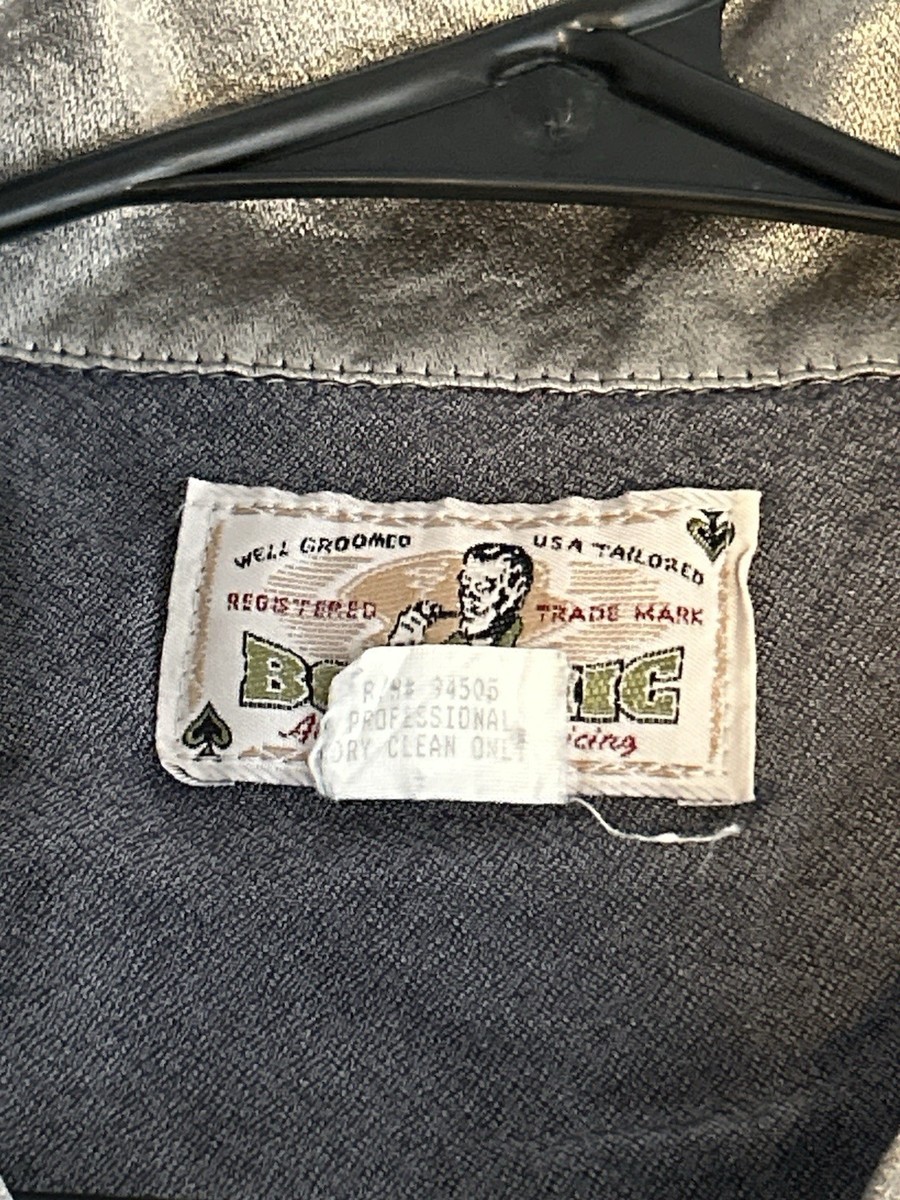 WELL GROOMED USA TAILORED
REGISTERED TRADE MARK
R/N# 94505
PROFESSIONAL
DRY CLEAN ONLY